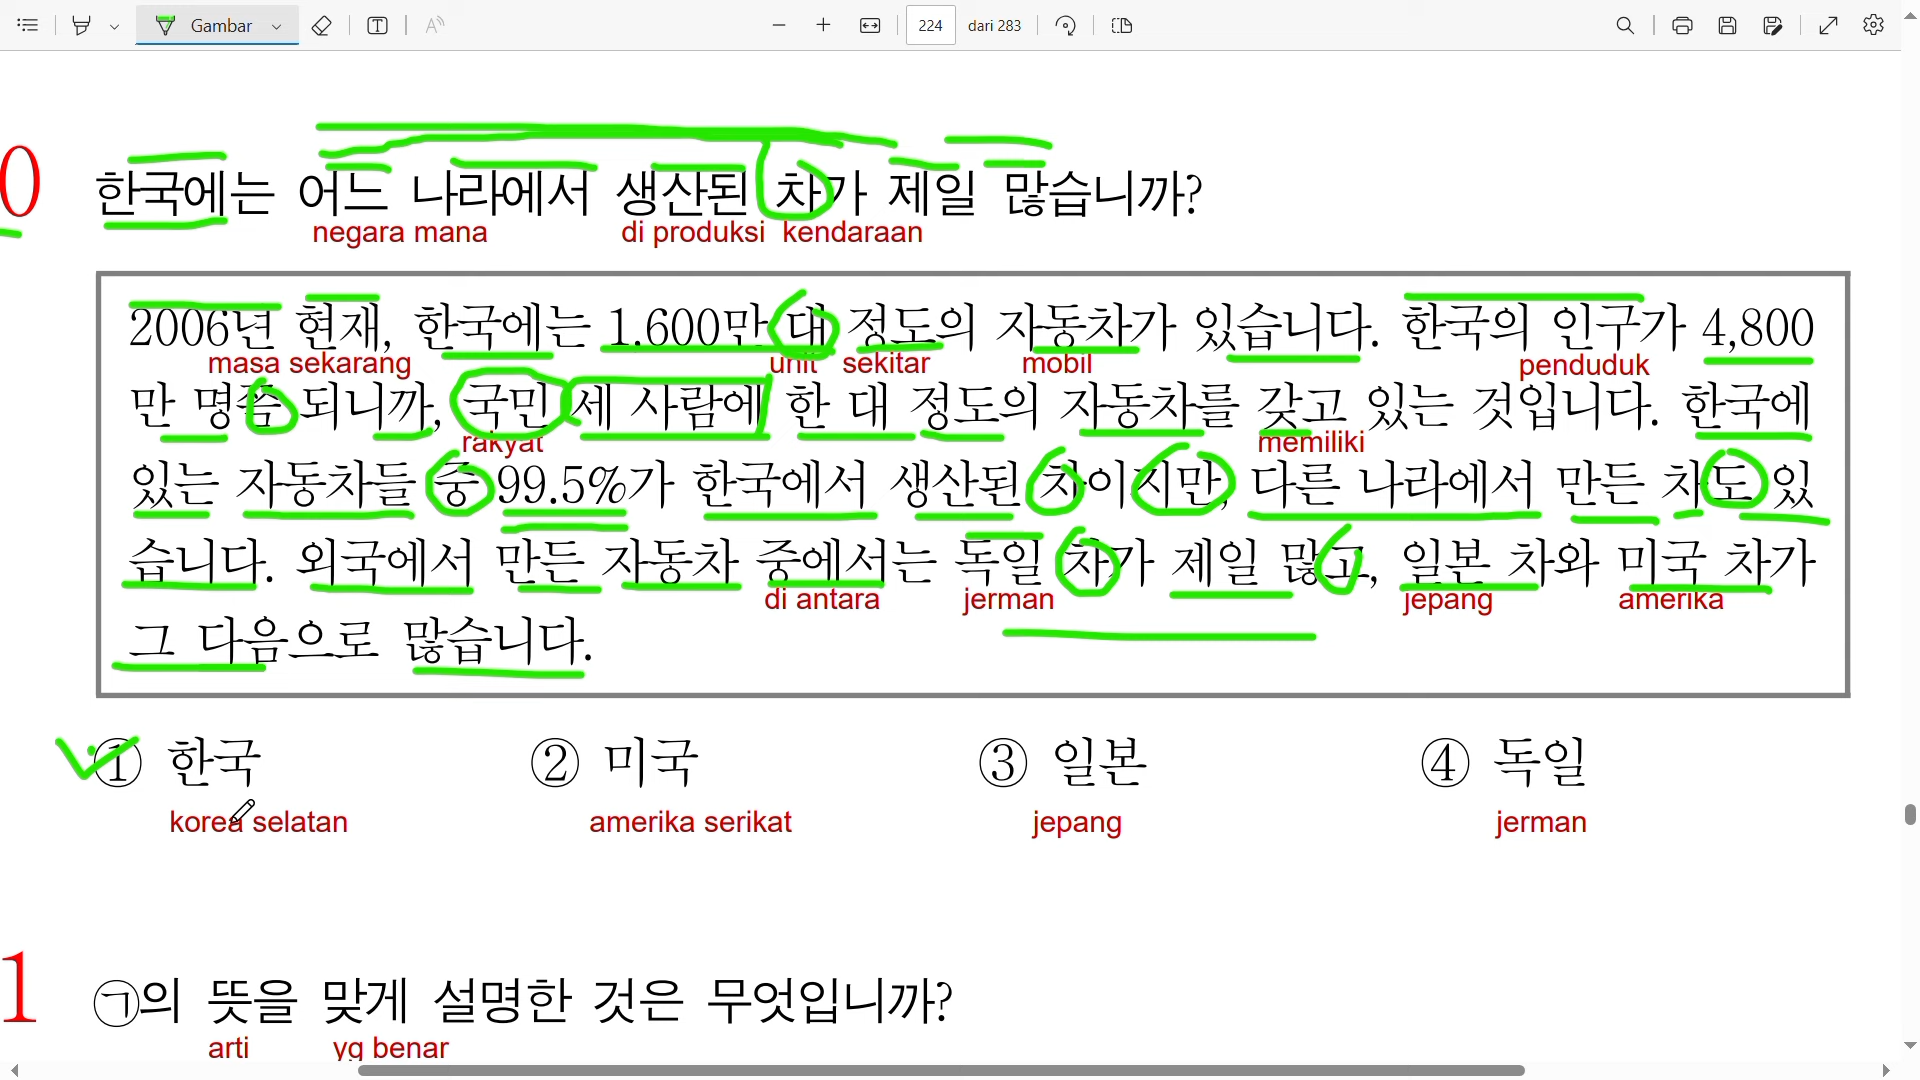 Gambar
224 dari 283
0
한국에는 어느 나라에서 생산된 차가 제일 많습니까?
negara mana di produksi kendaraan
2006년 현재, 한국에는 1.600만 대 정도의 자동차가 있습니다. 한국의 인구가 4,800
masa sekarang unit sekitar mobil penduduk
만 명쯤 되니까, 국민 세 사람에 한 대 정도의 자동차를 갖고 있는 것입니다. 한국에
rakyat memiliki
있는 자동차들 중 99.5%가 한국에서 생산된 차이지만, 다른 나라에서 만든 차도 있
습니다. 외국에서 만든 자동차 중에서는 독일 차가 제일 많고, 일본 차와 미국 차가
di antara jerman jepang amerika
그 다음으로 많습니다.
① 한국 ② 미국 ③ 일본 ④ 독일
korea selatan amerika serikat jepang jerman
1
㉠의 뜻을 맞게 설명한 것은 무엇입니까?
arti yg benar